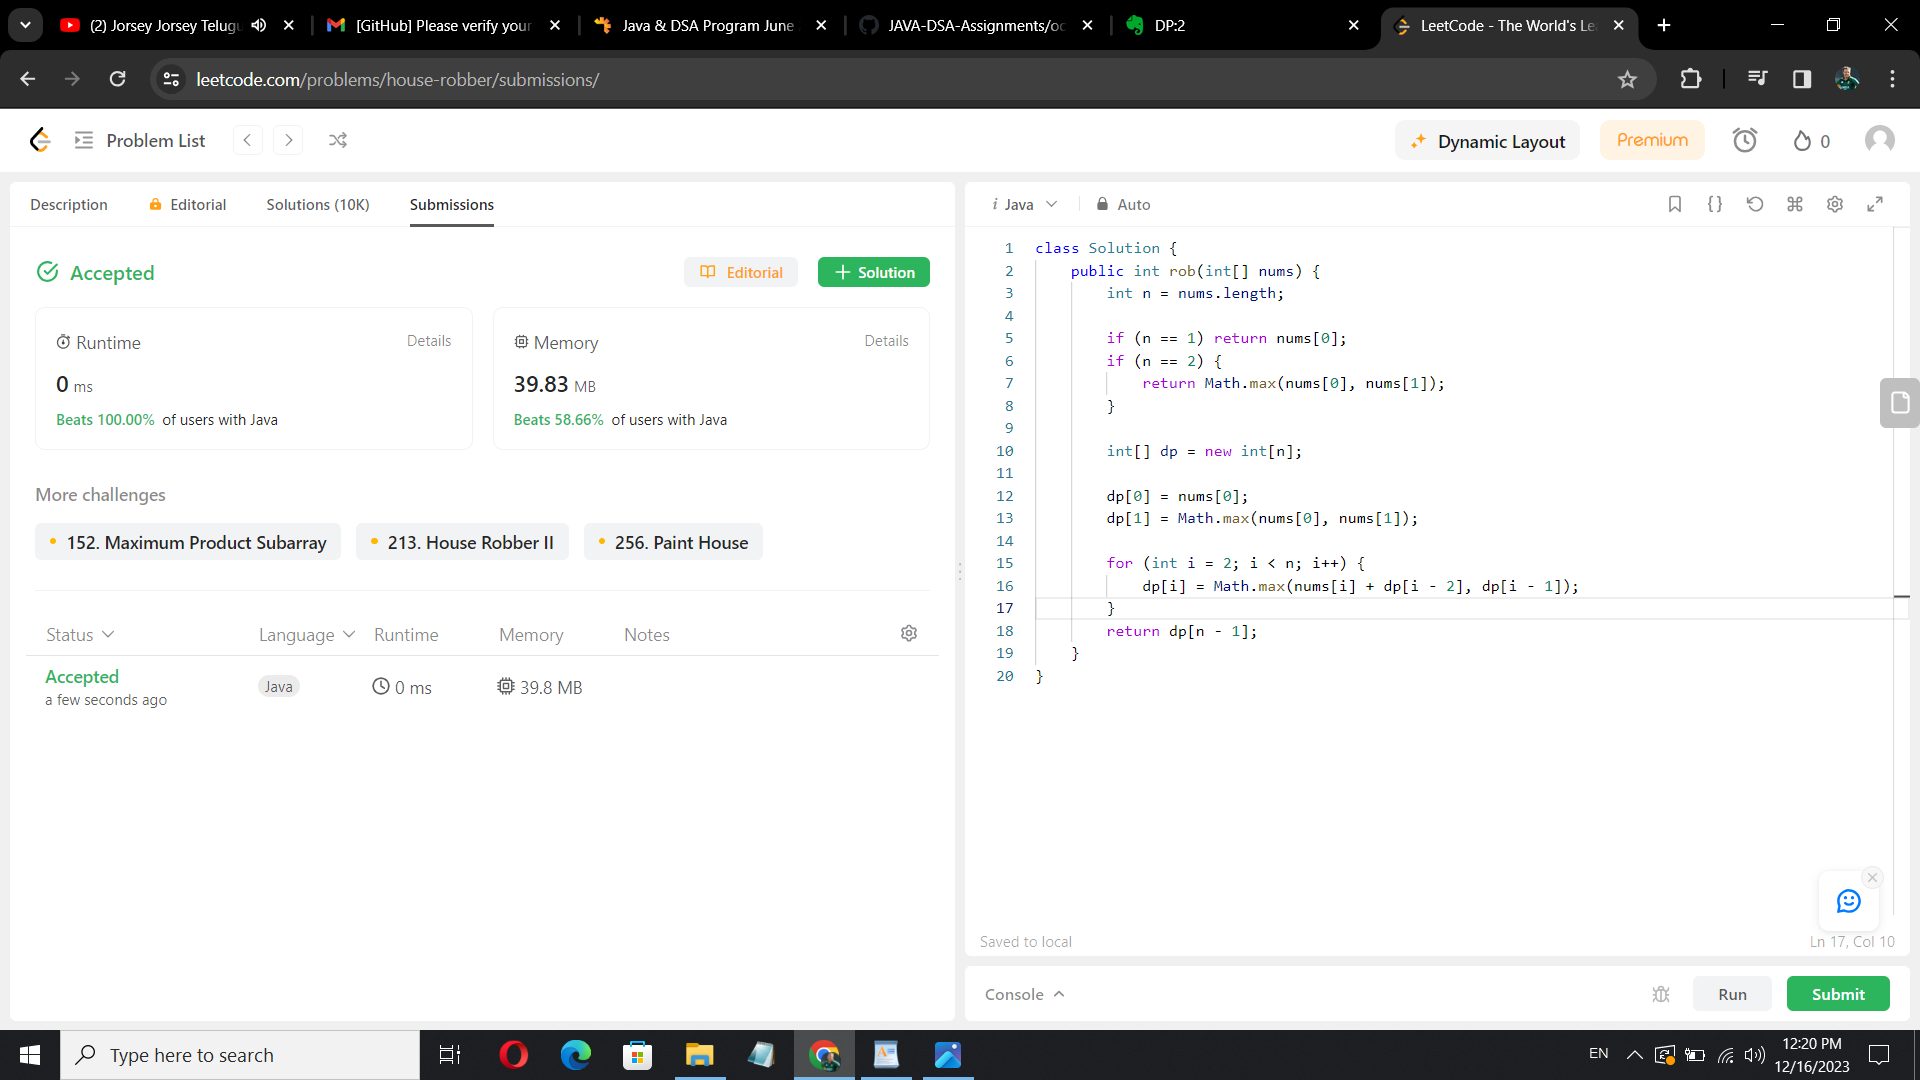 (2) Jorsey Jorsey Telugu
[GitHub] Please verify your
Java & DSA Program June
JAVA-DSA-Assignments/oc
DP:2
LeetCode - The World's Le
leetcode.com/problems/house-robber/submissions/
Problem List
Dynamic Layout
Premium
0
Description
Editorial
Solutions (10K)
Submissions
Accepted
Editorial
+ Solution
Runtime
Details
0 ms
Beats 100.00% of users with Java
Memory
Details
39.83 MB
Beats 58.66% of users with Java
More challenges
152. Maximum Product Subarray
213. House Robber II
256. Paint House
Status
Language
Runtime
Memory
Notes
Accepted
a few seconds ago
Java
0 ms
39.8 MB
i Java
Auto
1 class Solution {
2 public int rob(int[] nums) {
3 int n = nums.length;
4
5 if (n == 1) return nums[0];
6 if (n == 2) {
7 return Math.max(nums[0], nums[1]);
8 }
9
10 int[] dp = new int[n];
11
12 dp[0] = nums[0];
13 dp[1] = Math.max(nums[0], nums[1]);
14
15 for (int i = 2; i < n; i++) {
16 dp[i] = Math.max(nums[i] + dp[i - 2], dp[i - 1]);
17 }
18 return dp[n - 1];
19 }
20 }
Saved to local
Ln 17, Col 10
Console
Run
Submit
Type here to search
EN
12:20 PM
12/16/2023